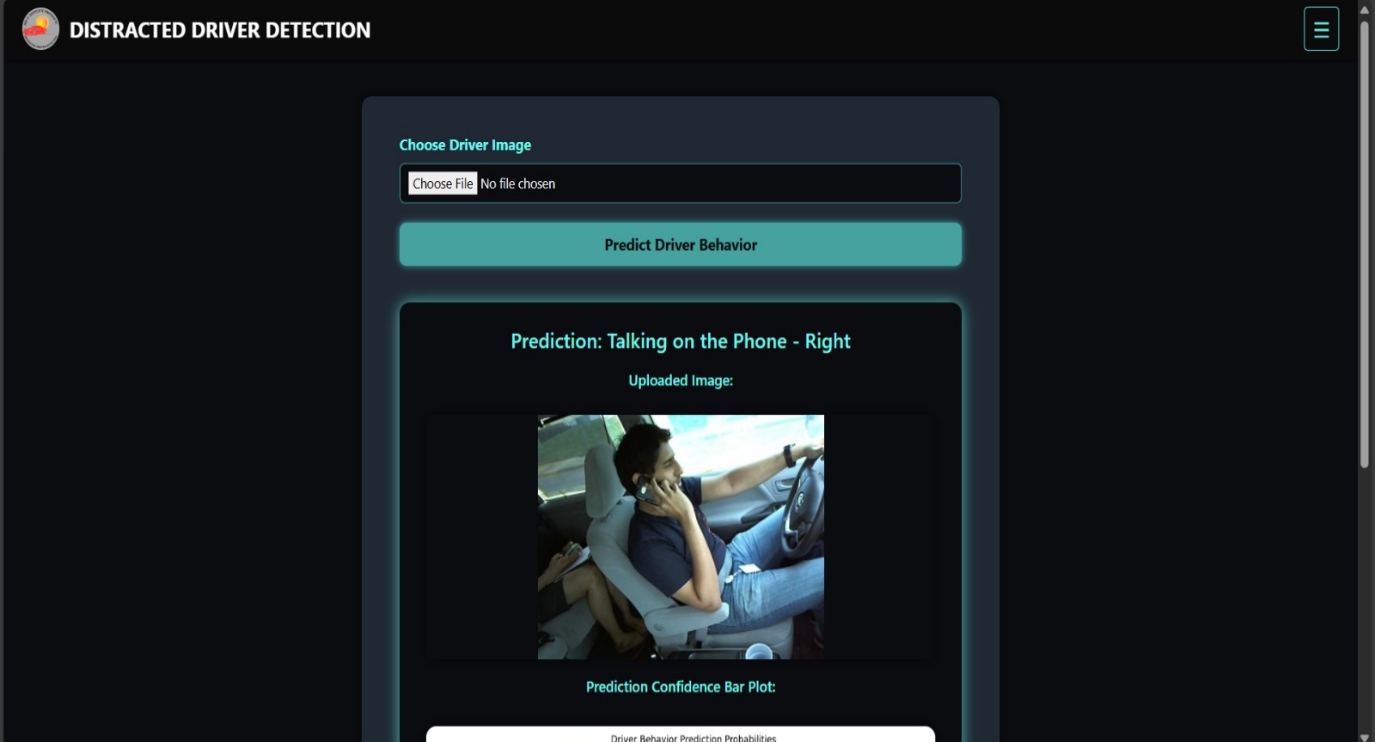 DISTRACTED DRIVER DETECTION
Choose Driver Image
Choose File No file chosen
Predict Driver Behavior
Prediction: Talking on the Phone - Right
Uploaded Image:
Prediction Confidence Bar Plot:
Driver Behavior Prediction Probabilities